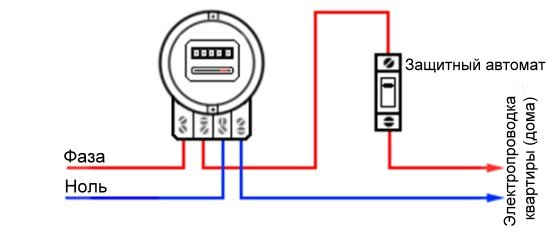 Защитный автомат
Фаза
Ноль
Электропроводка
квартиры (дома)